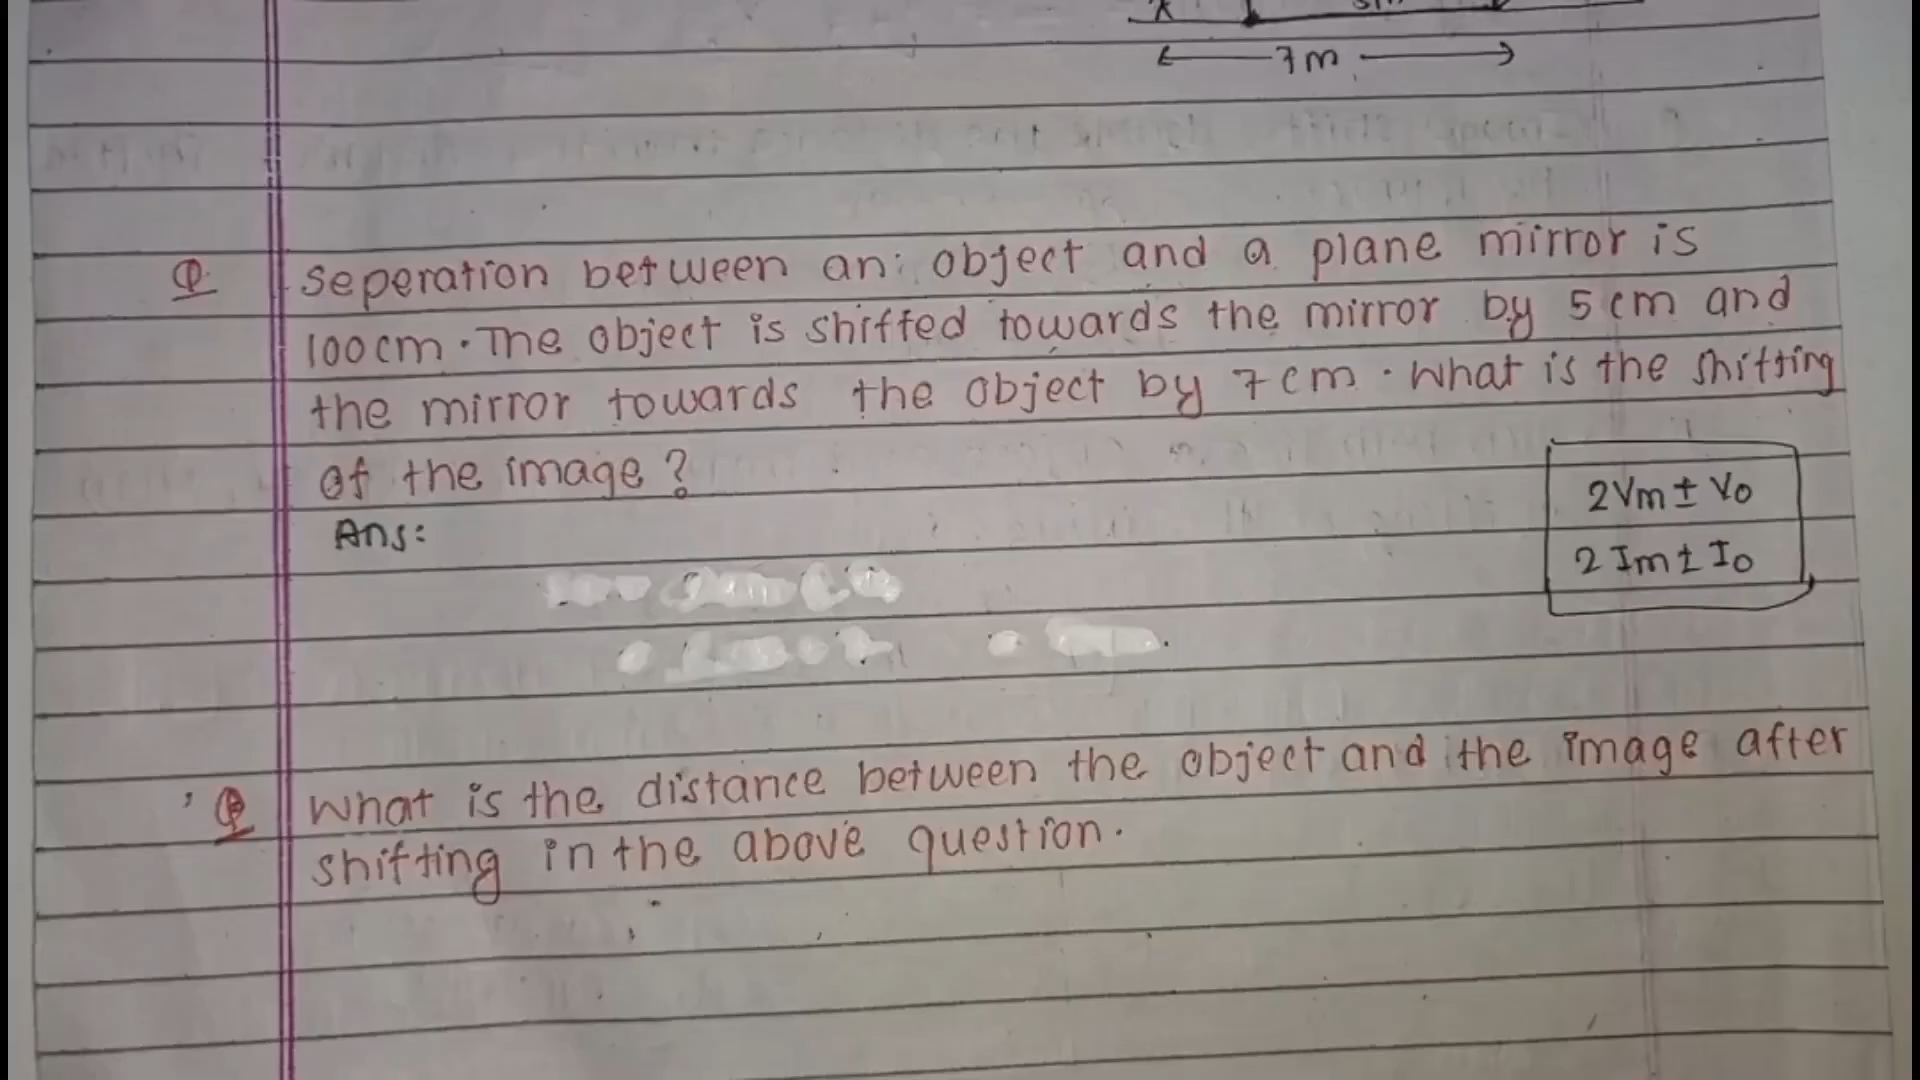 7m
Q seperation between an object and a plane mirror is
100cm. The object is shifted towards the mirror by 5cm and
the mirror towards the object by 7cm. What is the shifting
of the image?
2Vm ± Vo
Ans:
2 Im ± Io
Q What is the distance between the object and the image after
shifting in the above question.